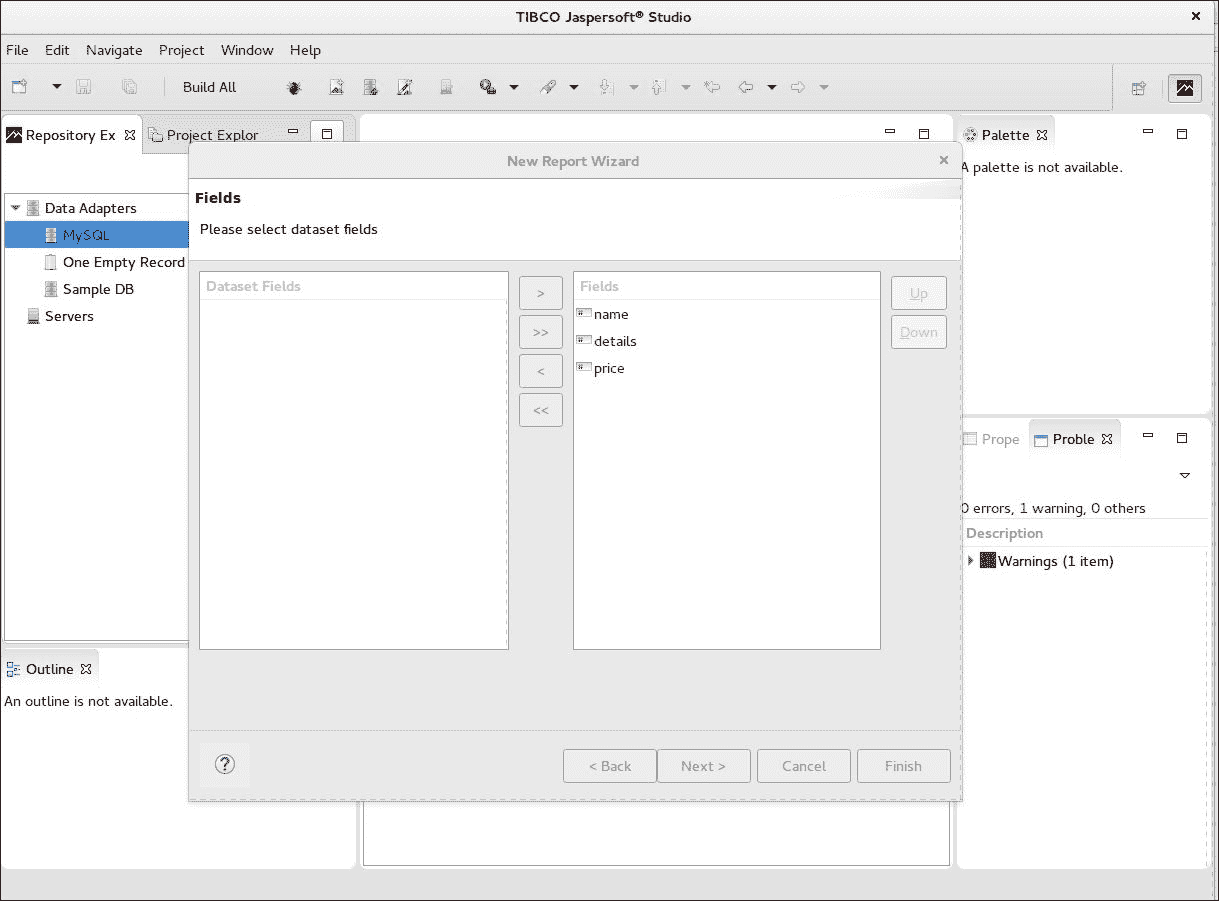 TIBCO Jaspersoft® Studio
File Edit Navigate Project Window Help
Build All
Repository Ex
Project Explor
Palette
A palette is not available.
Data Adapters
MySQL
One Empty Record
Sample DB
Servers
New Report Wizard
Fields
Please select dataset fields
Dataset Fields
>
>>
<
<<
Fields
name
details
price
Up
Down
Prope
Proble
0 errors, 1 warning, 0 others
Description
Warnings (1 item)
Outline
An outline is not available.
?
< Back
Next >
Cancel
Finish